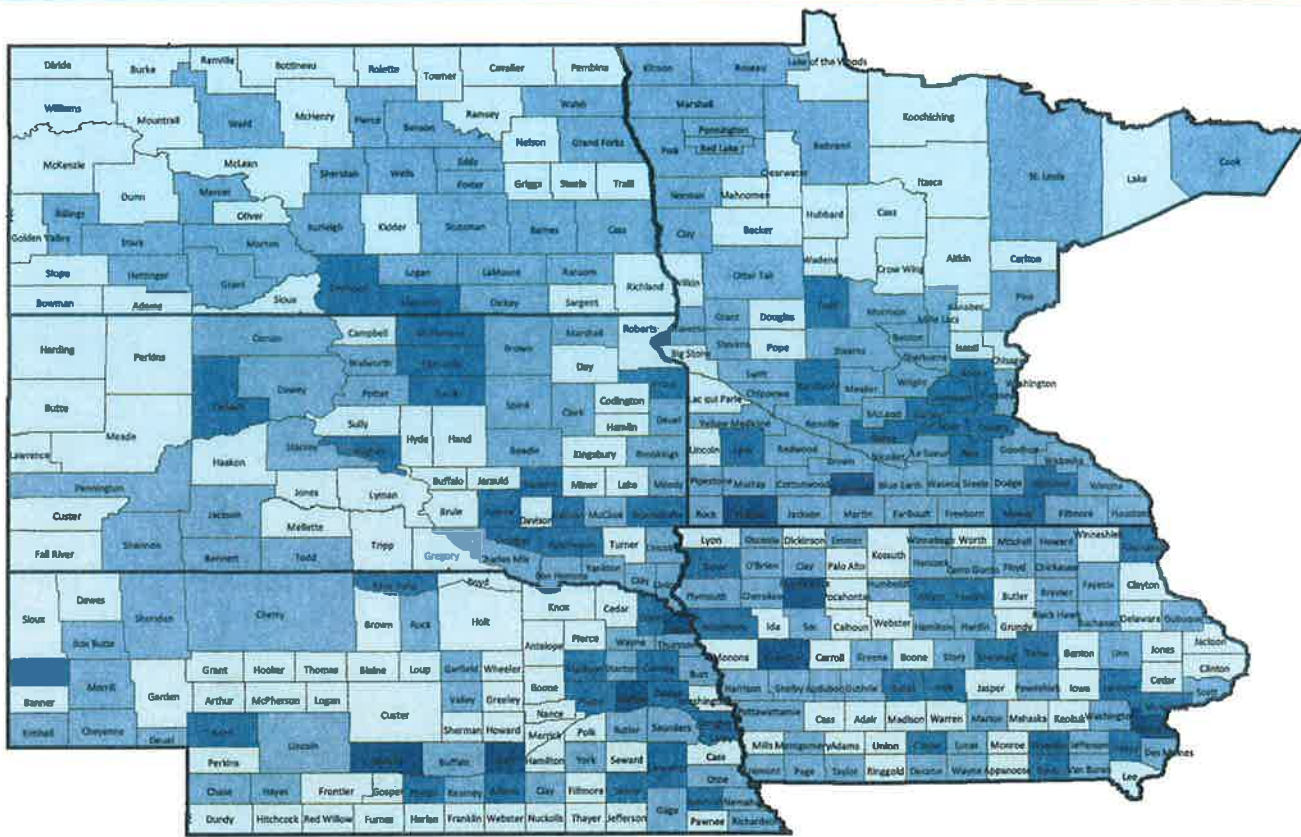 Divide Burke Renville Bottineau Rolette Towner Cavalier Pembina Kittson Roseau Lake of the Woods
Williams Mountrail Ward McHenry Pierce Benson Ramsey Walsh Marshall Koochiching
Nelson Grand Forks Pennington Red Lake Polk Beltrami Cook
McKenzie McLean Eddy Clearwater Itasca St. Louis Lake
Dunn Mercer Sheridan Wells Foster Griggs Steele Traill Norman Mahnomen
Billings Oliver Hubbard Cass
Golden Valley Stark Morton Burleigh Kidder Stutsman Barnes Cass Clay Becker
Wadena Crow Wing Aitkin Carlton
Slope Hettinger Grant Logan LaMoure Ransom Richland Wilkin Otter Tail Pine
Bowman Adams Sioux Dickey Sargent Morrison Mille Lacs
Grant Douglas Benton Isanti
Harding Perkins Corson Campbell Brown Marshall Roberts Stevens Pope Stearns Chisago
Walworth Day Big Stone Swift Sherburne
Butte Dewey Potter Spink Clark Codington Lac qui Parle Chippewa Meeker Wright Washington
Meade Sully Hamlin Deuel Yellow Medicine Renville McLeod
Lawrence Haakon Stanley Hyde Hand Beadle Kingsbury Brookings Lincoln Redwood Goodhue
Brown Le Sueur Wabasha
Pennington Jones Lyman Buffalo Jerauld Miner Lake Moody Pipestone Murray Cottonwood Blue Earth Waseca Steele Dodge Winona
Custer Jackson Brule Davison McCook Rock Jackson Martin Faribault Freeborn Fillmore Houston
Mellette
Fall River Shannon Bennett Todd Tripp Gregory Charles Mix Turner Lyon Osceola Dickinson Emmet Winnebago Worth Mitchell Howard Winneshiek
Yankton Kossuth
Clay O'Brien Clay Palo Alto Hancock Cerro Gordo Floyd Chickasaw
Boyd Plymouth Cherokee Pocahontas Humboldt Butler Bremer Fayette Clayton
Sioux Dawes Sheridan Cherry Brown Rock Holt Knox Cedar
Box Butte Antelope Pierce Wayne Ida Sac Calhoun Webster Hamilton Hardin Grundy Black Hawk Buchanan Delaware Dubuque
Grant Hooker Thomas Blaine Loup Garfield Wheeler Monona Carroll Greene Boone Story Benton Linn Jones Jackson
Banner Morrill Garden Boone Burt Clinton
Arthur McPherson Logan Valley Greeley Nance Harrison Shelby Audubon Guthrie Jasper Poweshiek Iowa Cedar
Scott
Custer Sherman Howard Merrick Polk Butler Saunders Pottawattamie Cass Adair Madison Warren Marion Mahaska Keokuk Washington
Kimball Cheyenne Deuel Lincoln
Perkins Buffalo Hamilton York Seward Cass Mills Montgomery Adams Union Lucas Monroe Jefferson Des Moines
Otoe
Chase Hayes Frontier Gosper Kearney Clay Fillmore Page Taylor Ringgold Decatur Wayne Appanoose Van Buren Lee
Gage Nemaha
Dundy Hitchcock Red Willow Furnas Harlan Franklin Webster Nuckolls Thayer Jefferson Pawnee Richardson